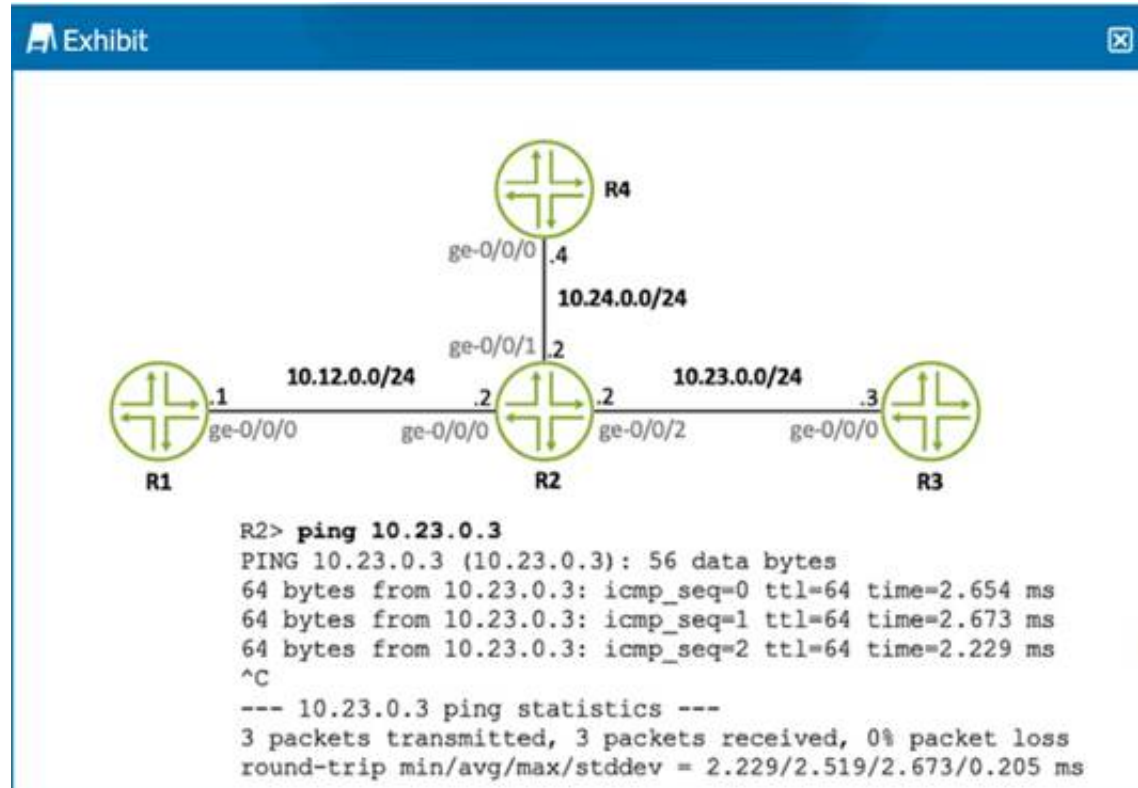 Exhibit
R4
ge-0/0/0
.4
10.24.0.0/24
ge-0/0/1
.2
10.12.0.0/24
10.23.0.0/24
.1
.2
.2
.3
ge-0/0/0
ge-0/0/0
ge-0/0/2
ge-0/0/0
R1
R2
R3
R2> ping 10.23.0.3
PING 10.23.0.3 (10.23.0.3): 56 data bytes
64 bytes from 10.23.0.3: icmp_seq=0 ttl=64 time=2.654 ms
64 bytes from 10.23.0.3: icmp_seq=1 ttl=64 time=2.673 ms
64 bytes from 10.23.0.3: icmp_seq=2 ttl=64 time=2.229 ms
^C
--- 10.23.0.3 ping statistics ---
3 packets transmitted, 3 packets received, 0% packet loss
round-trip min/avg/max/stddev = 2.229/2.519/2.673/0.205 ms